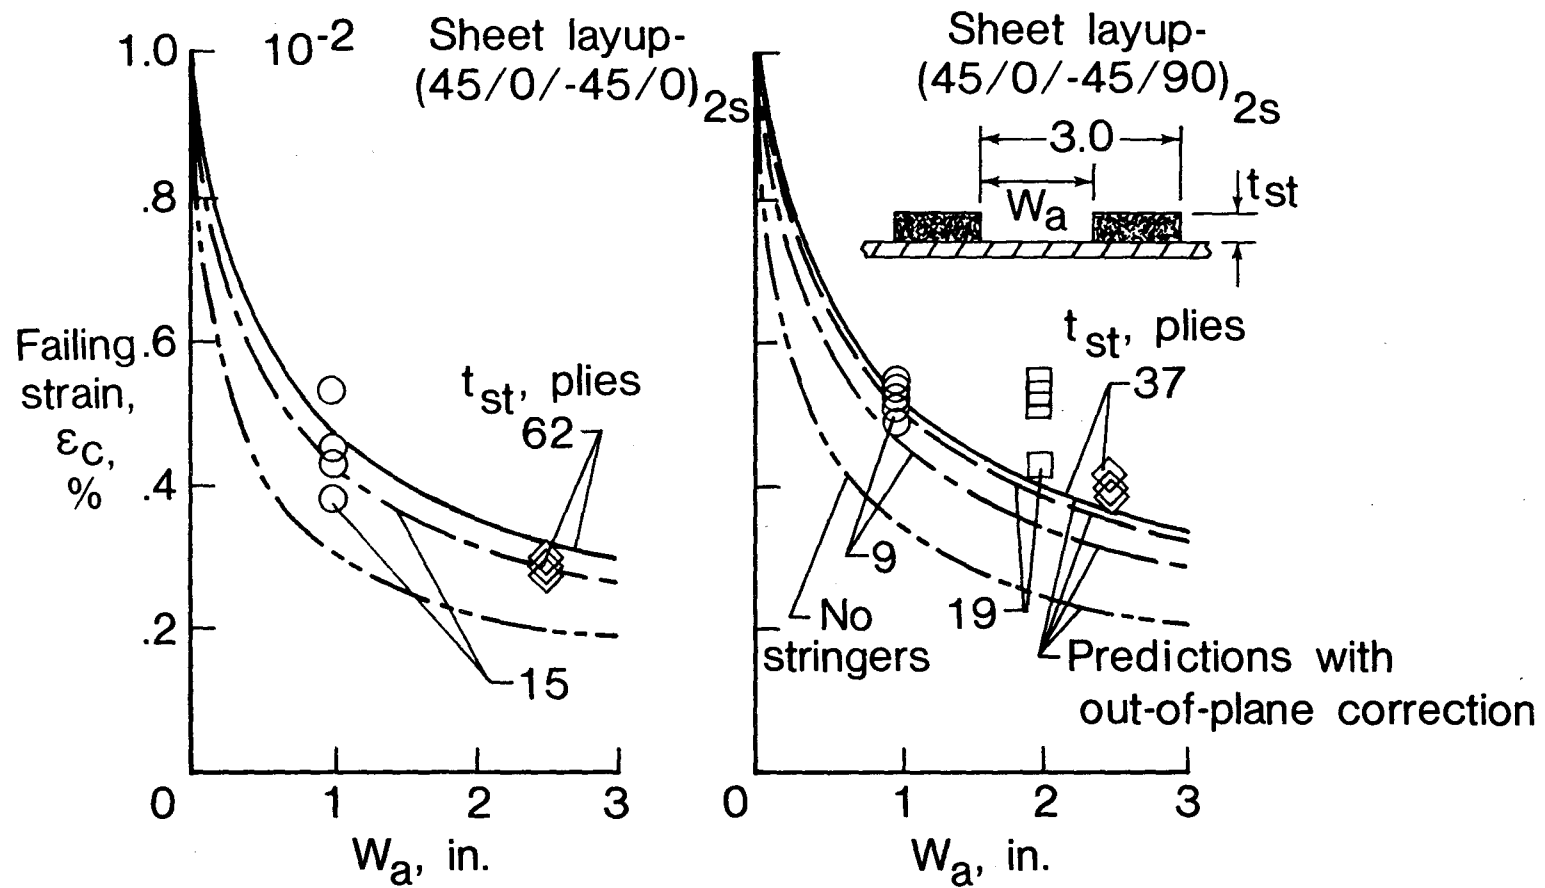 1.0
10-2
Sheet layup-
(45/0/-45/0)2s
.8
.6
.4
.2
Failing
strain,
εc,
%
tst, plies
62
15
0
1
2
3
Wa, in.
Sheet layup-
(45/0/-45/90)2s
3.0
Wa
tst
tst, plies
37
9
19
No
stringers
Predictions with
out-of-plane correction
0
1
2
3
Wa, in.